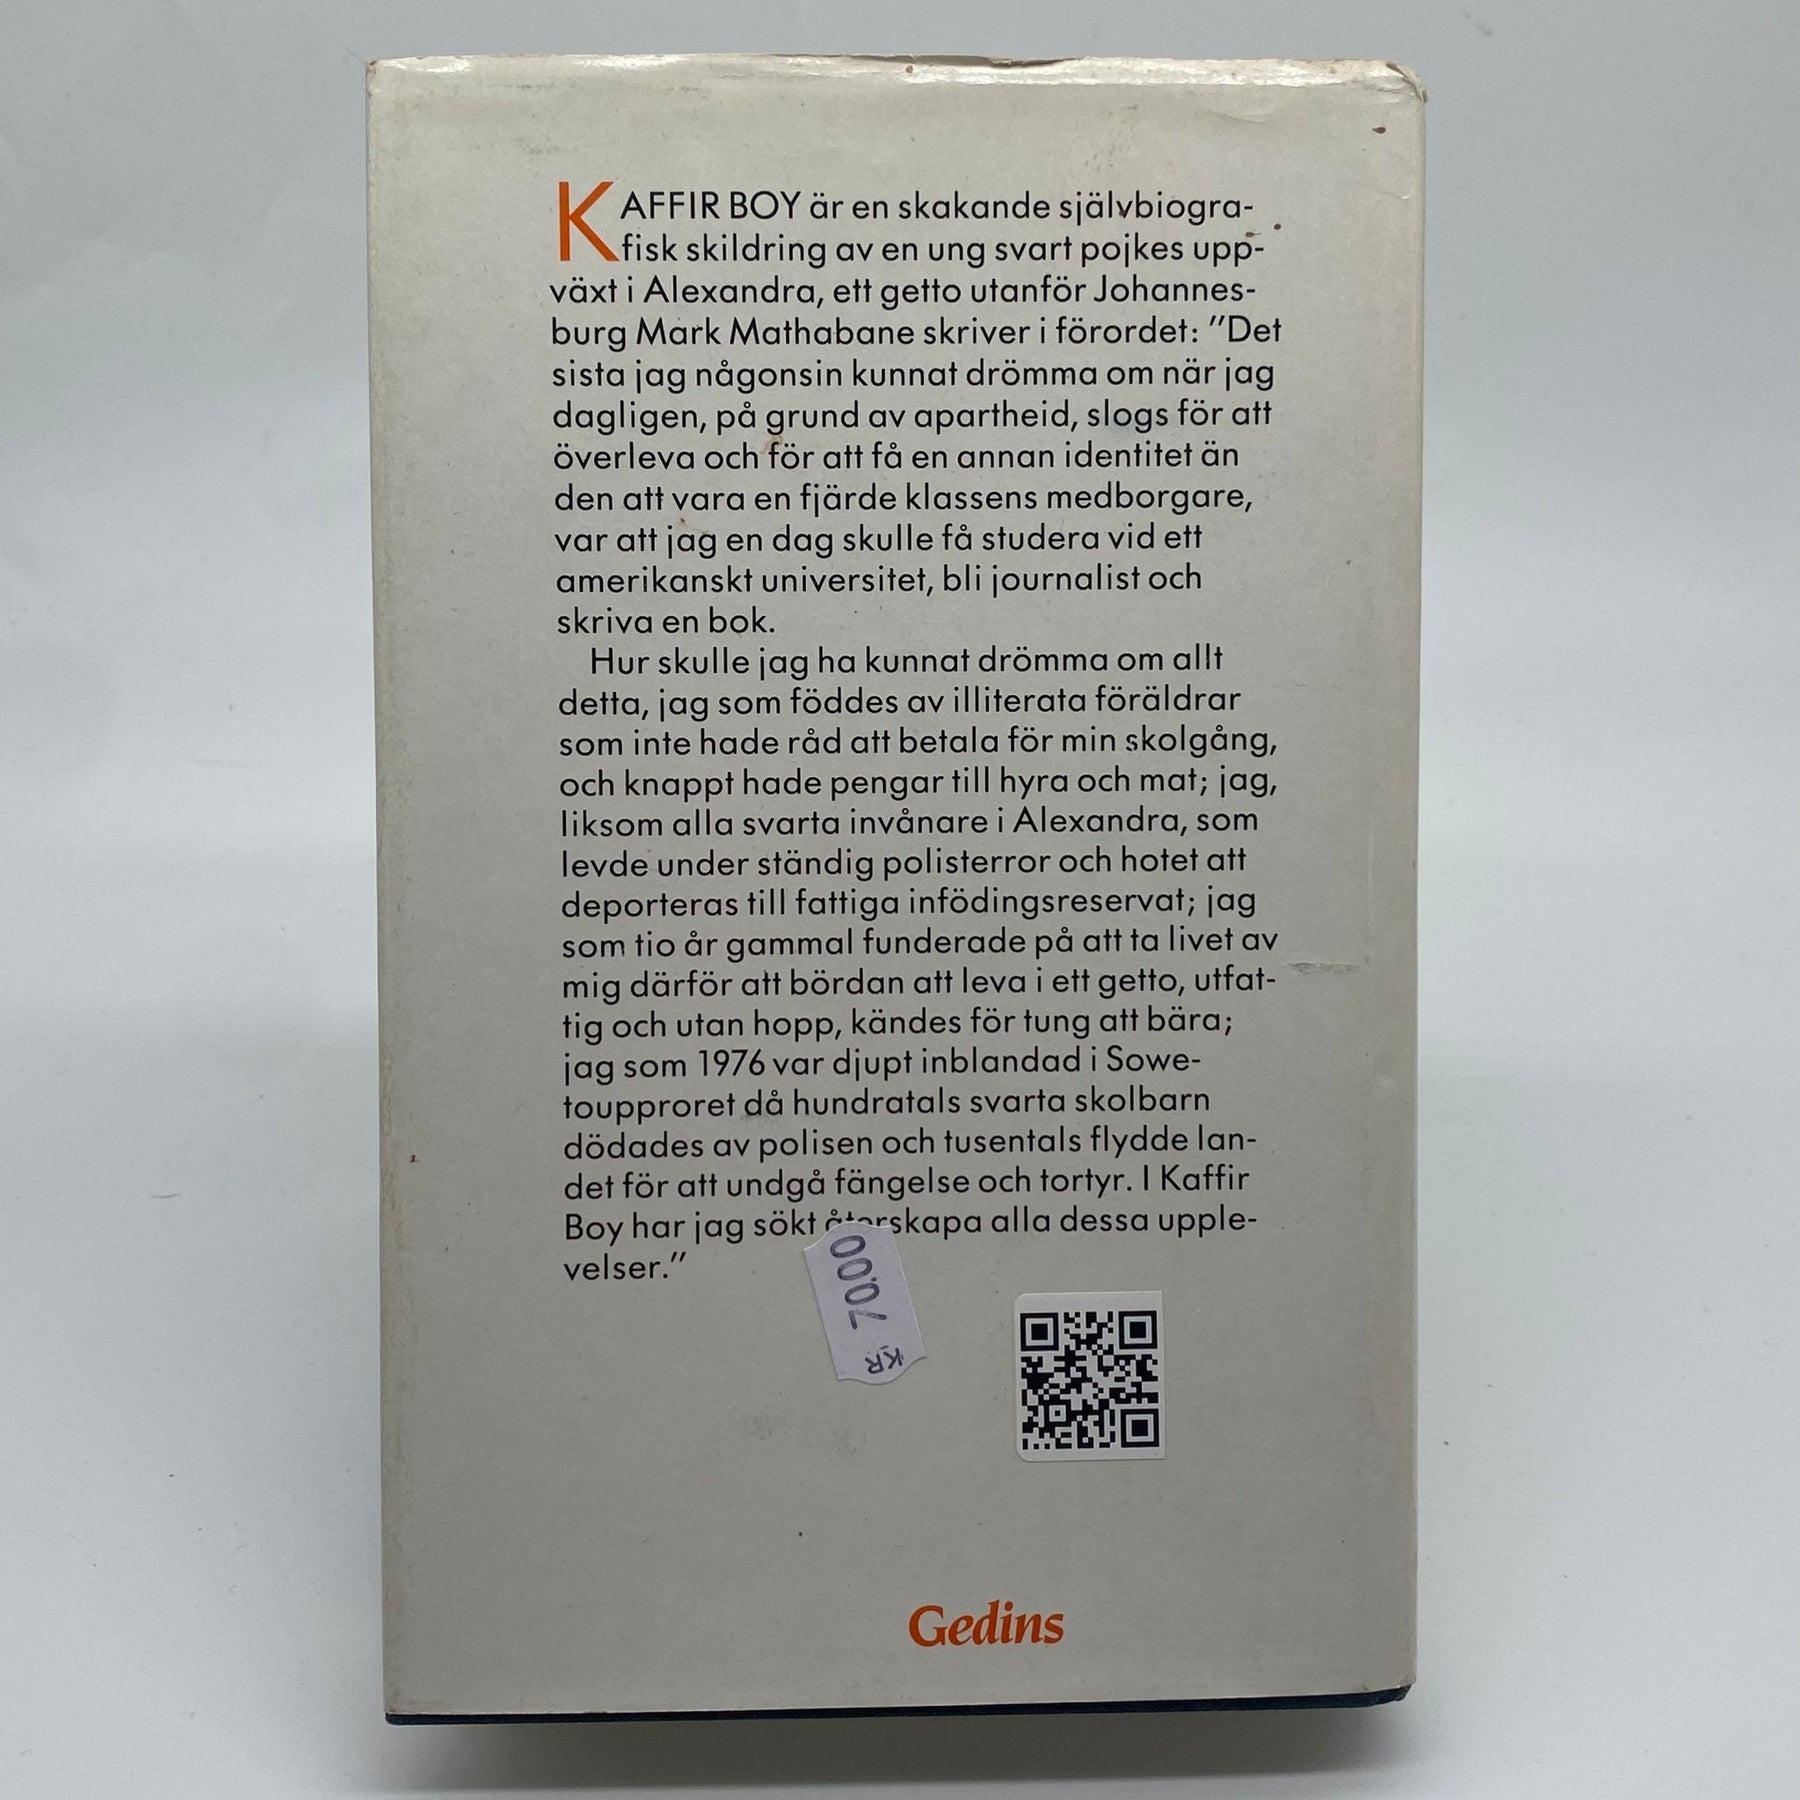 KAFFIR BOY är en skakande självbiogra-
fisk skildring av en ung svart pojkes upp-
växt i Alexandra, ett getto utanför Johannes-
burg Mark Mathabane skriver i förordet: ”Det
sista jag någonsin kunnat drömma om när jag
dagligen, på grund av apartheid, slogs för att
överleva och för att få en annan identitet än
den att vara en fjärde klassens medborgare,
var att jag en dag skulle få studera vid ett
amerikanskt universitet, bli journalist och
skriva en bok.
Hur skulle jag ha kunnat drömma om allt
detta, jag som föddes av illiterata föräldrar
som inte hade råd att betala för min skolgång,
och knappt hade pengar till hyra och mat; jag,
liksom alla svarta invånare i Alexandra, som
levde under ständig polisterror och hotet att
deporteras till fattiga infödingsreservat; jag
som tio år gammal funderade på att ta livet av
mig därför att bördan att leva i ett getto, utfat-
tig och utan hopp, kändes för tung att bära;
jag som 1976 var djupt inblandad i Sowe-
toupproret då hundratals svarta skolbarn
dödades av polisen och tusentals flydde lan-
det för att undgå fängelse och tortyr. I Kaffir
Boy har jag sökt återskapa alla dessa upple-
velser.”
KR 70.00
Gedins